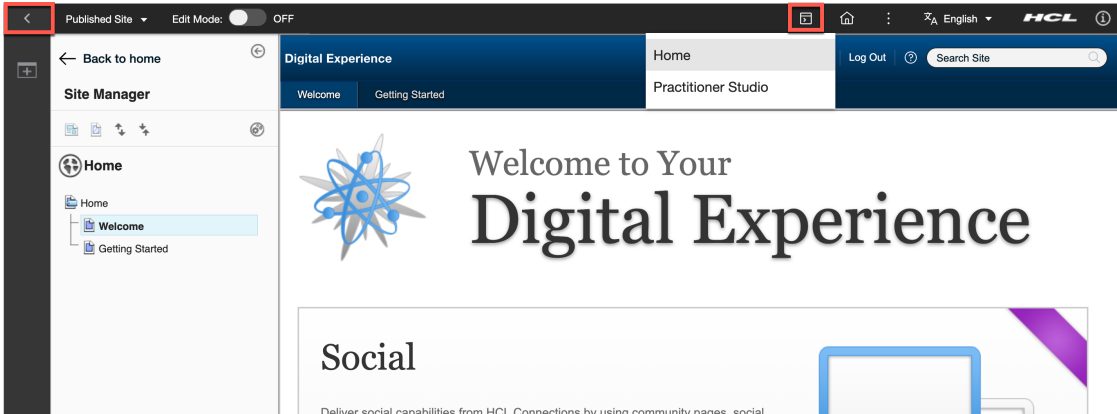 Published Site
Edit Mode: OFF
English
HCL
Back to home
Site Manager
Home
Home
Welcome
Getting Started
Digital Experience
Home
Practitioner Studio
Log Out
Search Site
Welcome
Getting Started
Welcome to Your
Digital Experience
Social
Deliver social capabilities from HCL Connections by using community pages, social